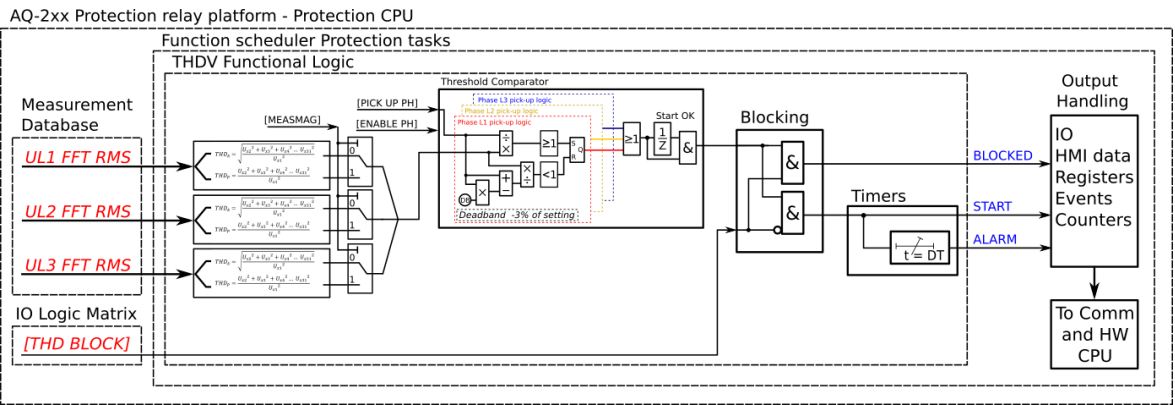 AQ-2xx Protection relay platform - Protection CPU
Function scheduler Protection tasks
THDV Functional Logic
Measurement
Database
UL1 FFT RMS
UL2 FFT RMS
UL3 FFT RMS
IO Logic Matrix
[THD BLOCK]
[MEASMAG]
0
1
0
1
0
1
[PICK UP PH]
[ENABLE PH]
Threshold Comparator
Phase L3 pick-up logic
Phase L2 pick-up logic
Phase L1 pick-up logic
÷
×
≥1
S
R
Q
×
÷
<1
+
−
×
DB
Deadband -3% of setting
≥1
Start OK
1
Z
&
Blocking
&
&
Timers
t = DT
BLOCKED
START
ALARM
Output
Handling
IO
HMI data
Registers
Events
Counters
To Comm
and HW
CPU